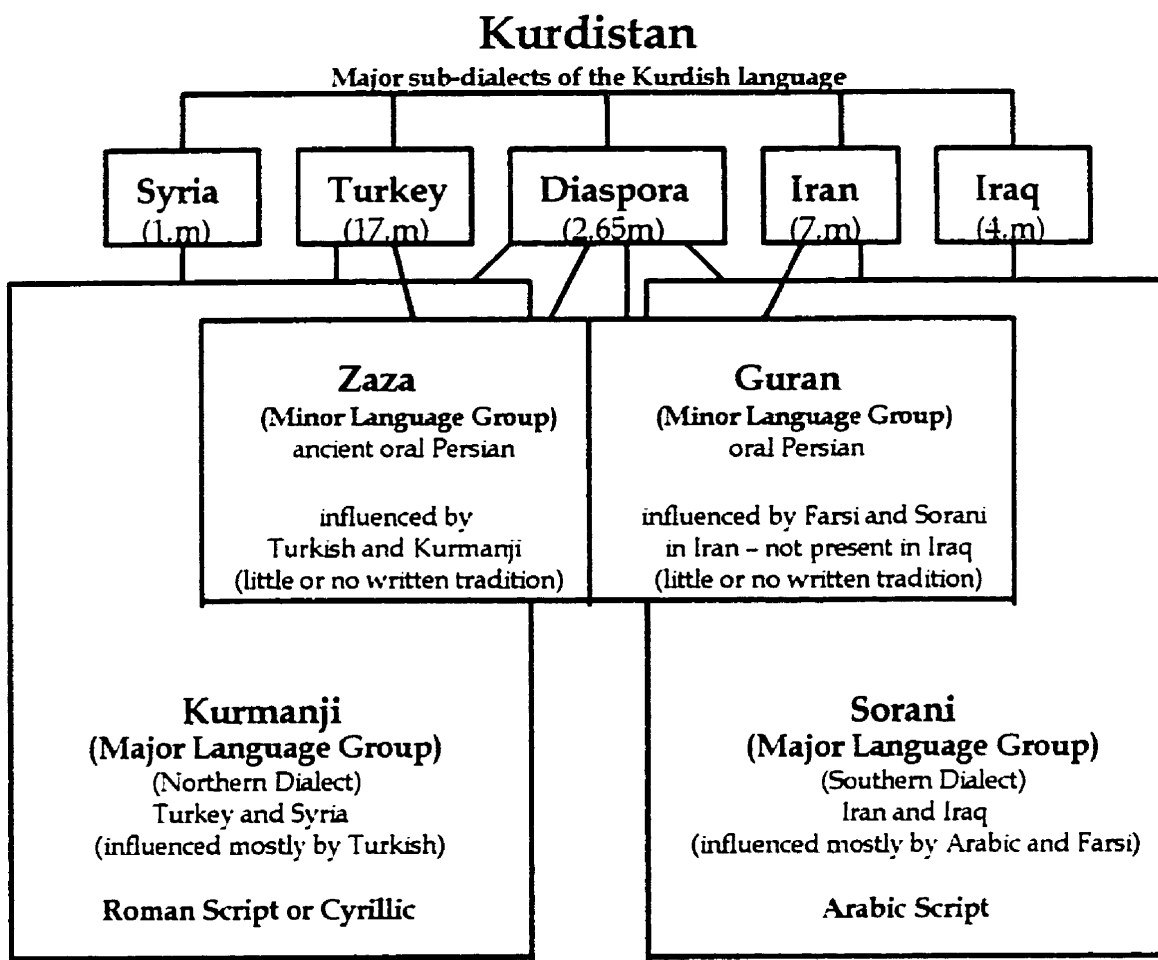 Kurdistan
Major sub-dialects of the Kurdish language
Syria
(1.m)
Turkey
(17.m)
Diaspora
(2.65m)
Iran
(7.m)
Iraq
(4.m)
Zaza
(Minor Language Group)
ancient oral Persian
influenced by
Turkish and Kurmanji
(little or no written tradition)
Guran
(Minor Language Group)
oral Persian
influenced by Farsi and Sorani
in Iran – not present in Iraq
(little or no written tradition)
Kurmanji
(Major Language Group)
(Northern Dialect)
Turkey and Syria
(influenced mostly by Turkish)
Roman Script or Cyrillic
Sorani
(Major Language Group)
(Southern Dialect)
Iran and Iraq
(influenced mostly by Arabic and Farsi)
Arabic Script